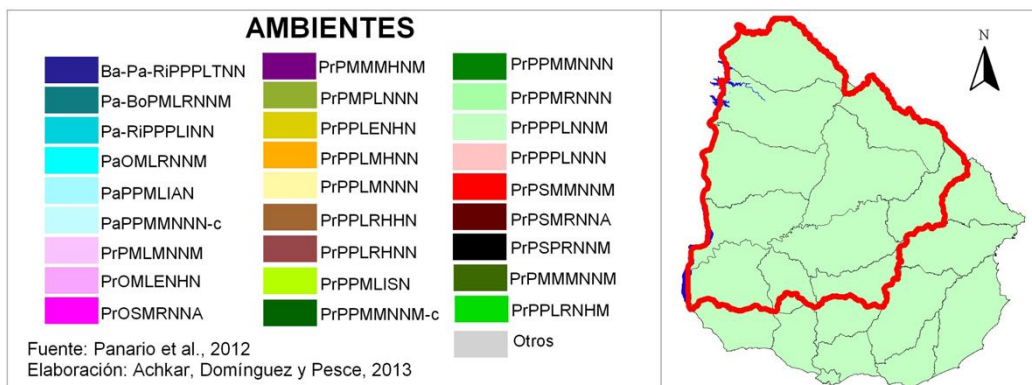 AMBIENTES
Ba-Pa-RiPPPLTNN
Pa-BoPMLRNNM
Pa-RiPPPLINN
PaOMLRNNM
PaPPMLIAN
PaPPMMNNN-c
PrPMLMNNM
PrOMLENHN
PrOSMRNNA
PrPMMMHNM
PrPMPLNNN
PrPPLENHN
PrPPLMHNN
PrPPLMNNN
PrPPLRHHN
PrPPLRHNN
PrPPMLISN
PrPPMMNNM-c
PrPPMMNNN
PrPPMRNNN
PrPPPLNNM
PrPPPLNNN
PrPSMMNNM
PrPSMRNNA
PrPSPRNNM
PrPMMMNNM
PrPPLRNHM
Otros
Fuente: Panario et al., 2012
Elaboración: Achkar, Domínguez y Pesce, 2013
N